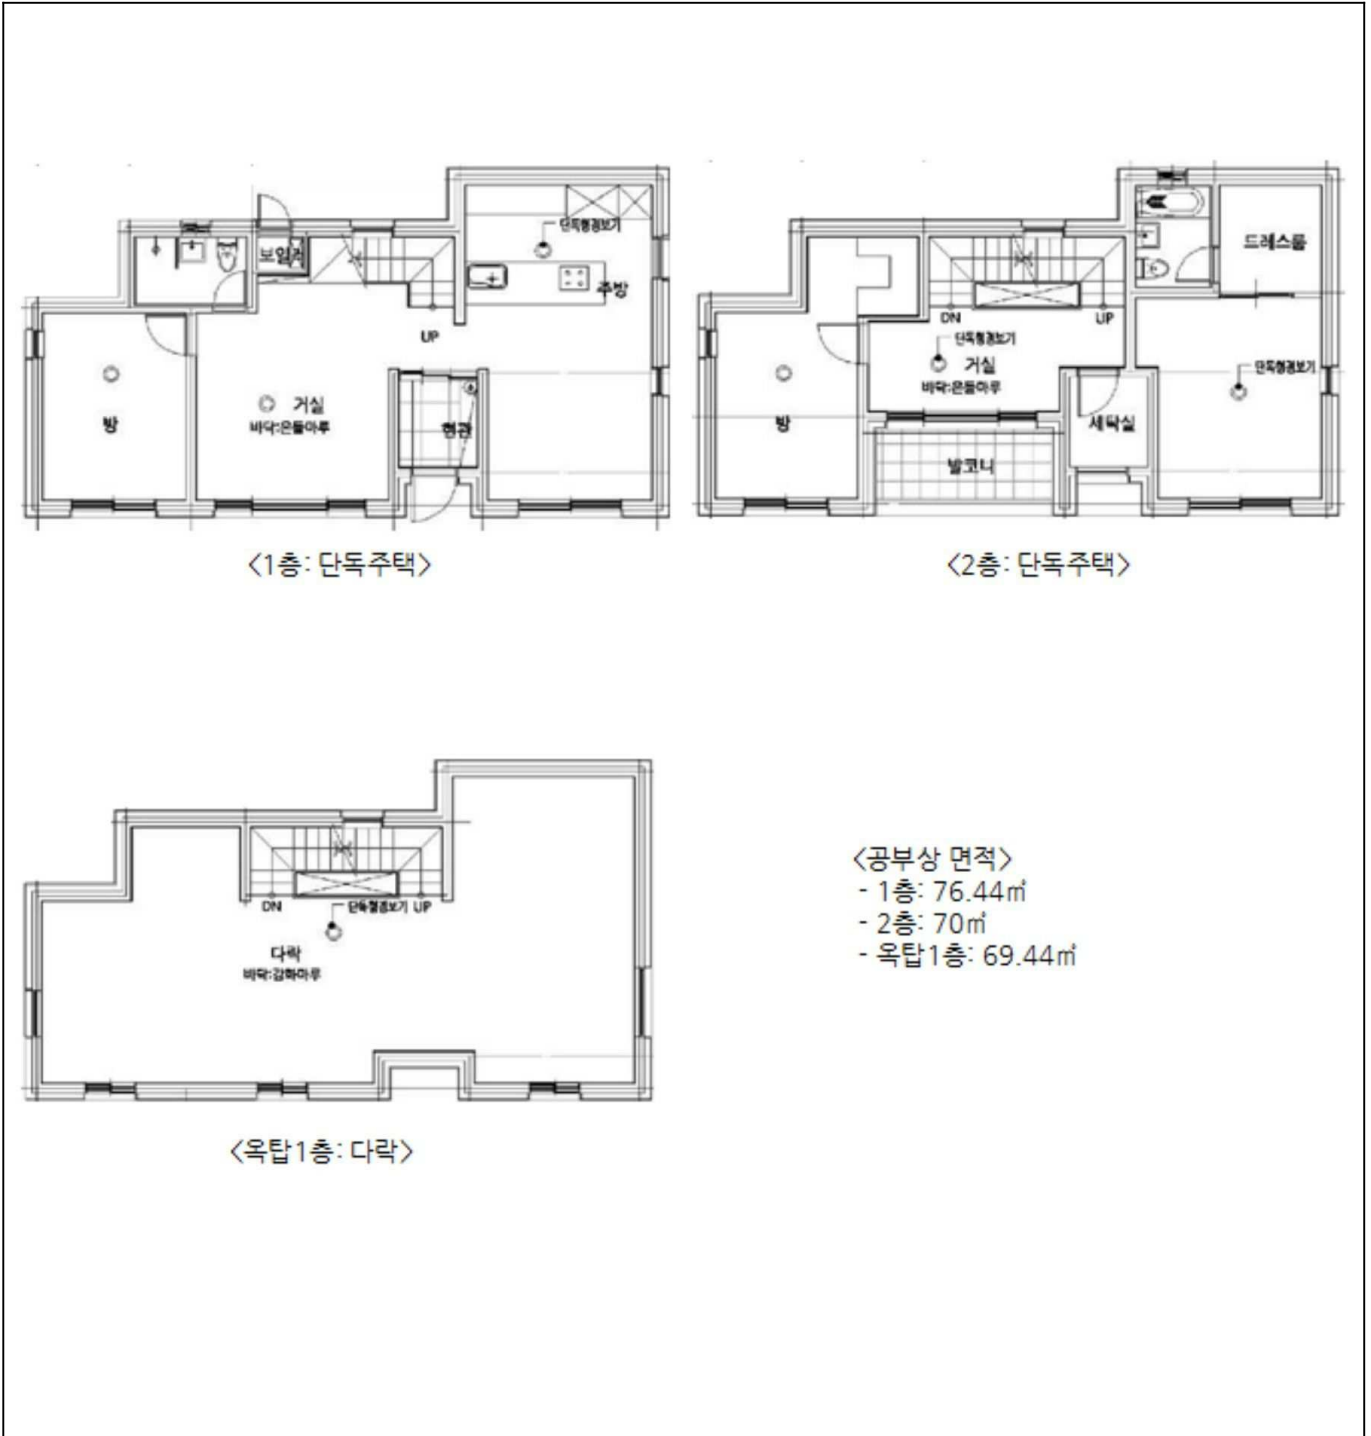 단독형경보기
보일러
주방
UP
거실
바닥:온돌마루
방
현관
<1층: 단독주택>
드레스룸
DN
UP
단독형경보기
거실
바닥:온돌마루
단독형경보기
방
세탁실
발코니
<2층: 단독주택>
DN
단독형경보기
UP
다락
바닥:강화마루
<옥탑1층: 다락>
<공부상 면적>
- 1층: 76.44㎡
- 2층: 70㎡
- 옥탑1층: 69.44㎡